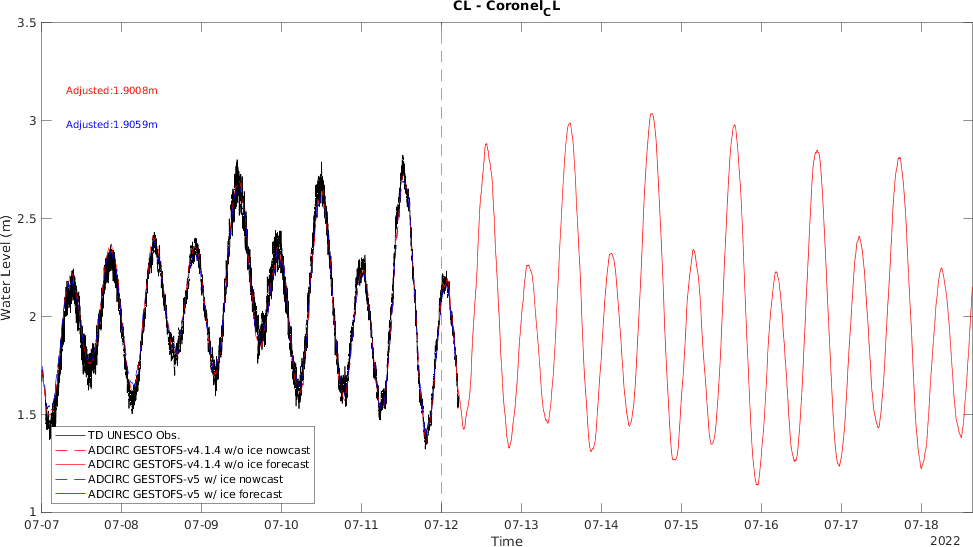 CL - Coronel_CL
3.5
3
2.5
2
1.5
1
Water Level (m)
Adjusted:1.9008m
Adjusted:1.9059m
TD UNESCO Obs.
ADCIRC GESTOFS-v4.1.4 w/o ice nowcast
ADCIRC GESTOFS-v4.1.4 w/o ice forecast
ADCIRC GESTOFS-v5 w/ ice nowcast
ADCIRC GESTOFS-v5 w/ ice forecast
07-07 07-08 07-09 07-10 07-11 07-12 07-13 07-14 07-15 07-16 07-17 07-18
Time
2022